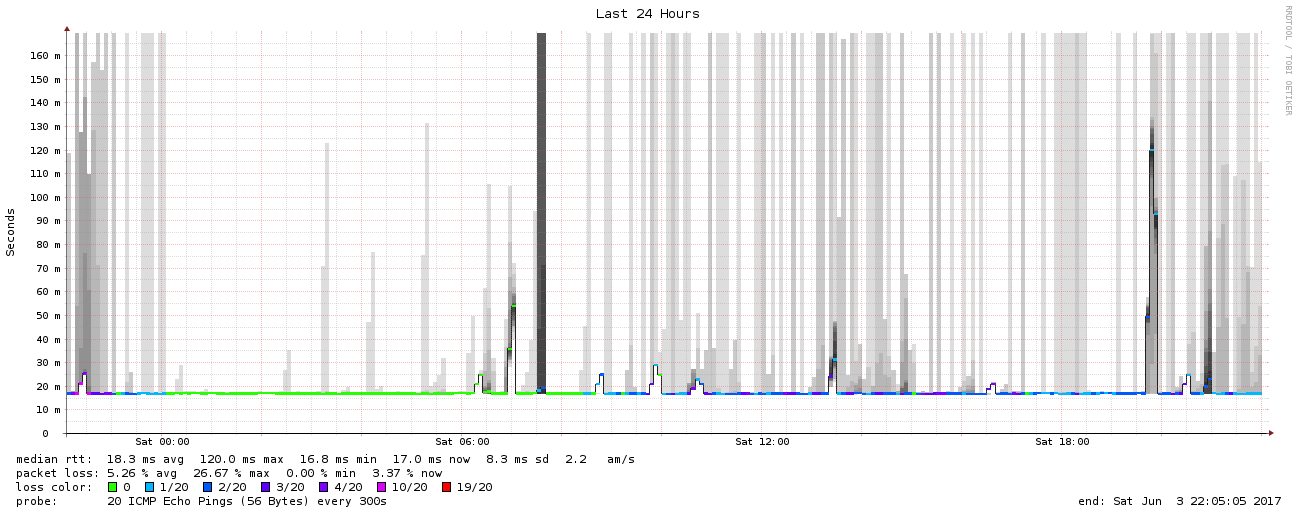 Last 24 Hours
RRDTOOL / TOBI OETIKER
Seconds
160 m
150 m
140 m
130 m
120 m
110 m
100 m
90 m
80 m
70 m
60 m
50 m
40 m
30 m
20 m
10 m
0
Sat 00:00 Sat 06:00 Sat 12:00 Sat 18:00
median rtt: 18.3 ms avg 120.0 ms max 16.8 ms min 17.0 ms now 8.3 ms sd 2.2 am/s
packet loss: 5.26 % avg 26.67 % max 0.00 % min 3.37 % now
loss color: 0 1/20 2/20 3/20 4/20 10/20 19/20
probe: 20 ICMP Echo Pings (56 Bytes) every 300s end: Sat Jun 3 22:05:05 2017